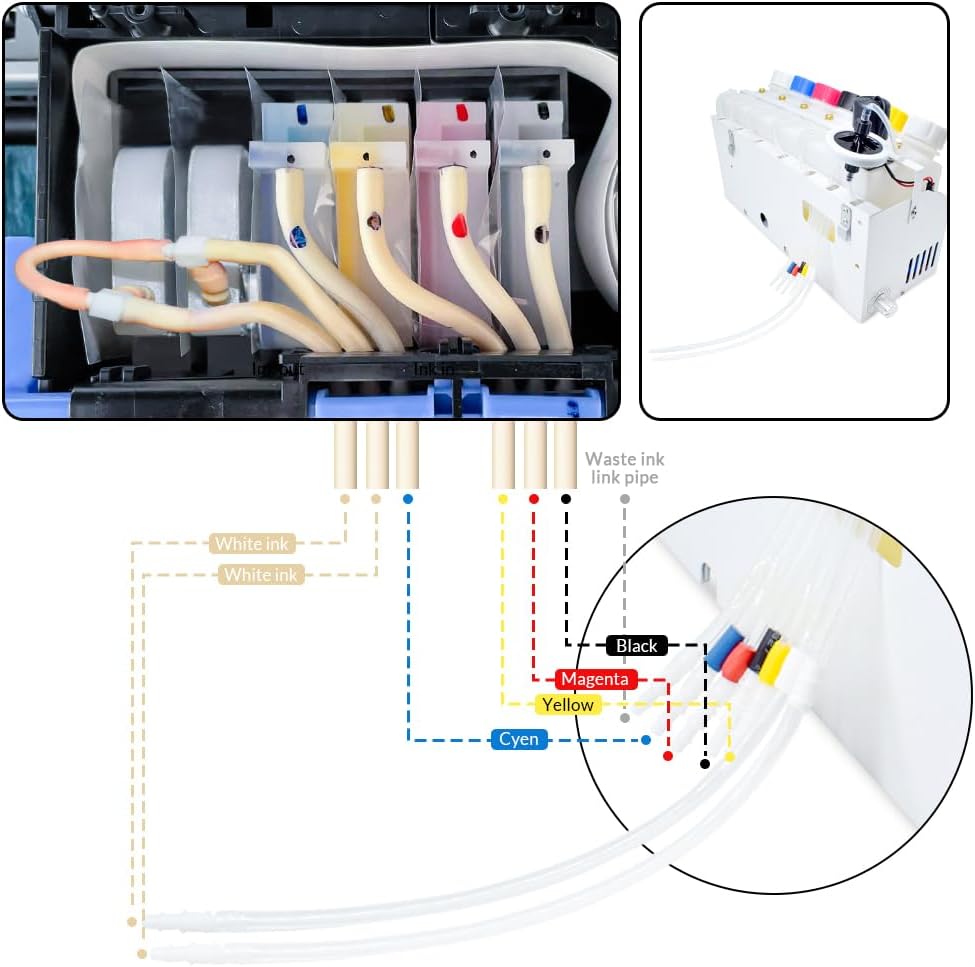 Ink out
Ink in
Waste ink
link pipe
White ink
White ink
Black
Magenta
Yellow
Cyen